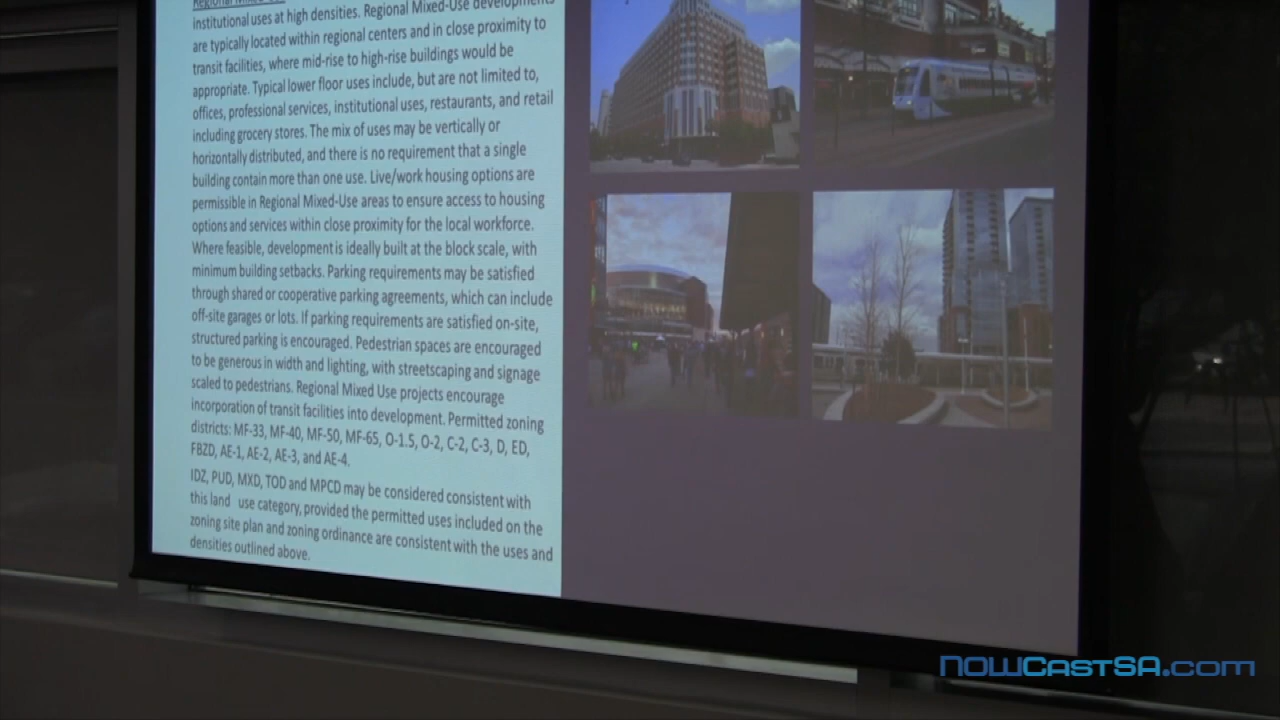 Regional Mixed-Use
institutional uses at high densities. Regional Mixed-Use developments
are typically located within regional centers and in close proximity to
transit facilities, where mid-rise to high-rise buildings would be
appropriate. Typical lower floor uses include, but are not limited to,
offices, professional services, institutional uses, restaurants, and retail
including grocery stores. The mix of uses may be vertically or
horizontally distributed, and there is no requirement that a single
building contain more than one use. Live/work housing options are
permissible in Regional Mixed-Use areas to ensure access to housing
options and services within close proximity for the local workforce.
Where feasible, development is ideally built at the block scale, with
minimum building setbacks. Parking requirements may be satisfied
through shared or cooperative parking agreements, which can include
off-site garages or lots. If parking requirements are satisfied on-site,
structured parking is encouraged. Pedestrian spaces are encouraged
to be generous in width and lighting, with streetscaping and signage
scaled to pedestrians. Regional Mixed Use projects encourage
incorporation of transit facilities into development. Permitted zoning
districts: MF-33, MF-40, MF-50, MF-65, O-1.5, O-2, C-2, C-3, D, ED,
FBZD, AE-1, AE-2, AE-3, and AE-4.
IDZ, PUD, MXD, TOD and MPCD may be considered consistent with
this land use category, provided the permitted uses included on the
zoning site plan and zoning ordinance are consistent with the uses and
densities outlined above.
NOWCastSA.com